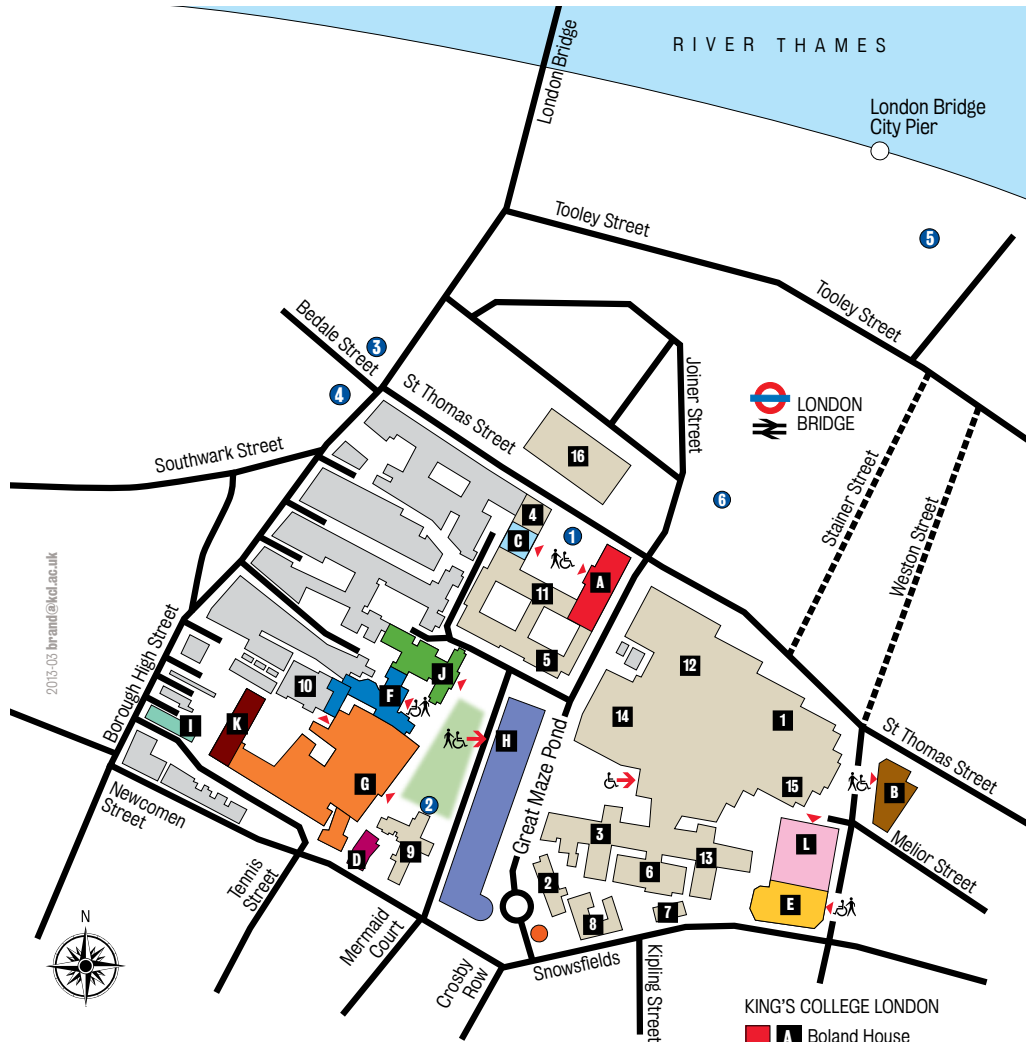 RIVER THAMES
London Bridge
London Bridge
City Pier
Tooley Street
5
Tooley Street
Bedale Street
3
4
St Thomas Street
Joiner Street
LONDON
BRIDGE
Southwark Street
16
6
Stainer Street
Weston Street
4
C
1
A
11
5
2013-03 brand@kcl.ac.uk
Borough High Street
J
F
10
12
I
K
H
14
1
St Thomas Street
G
2
Great Maze Pond
15
B
Newcomen
Street
D
9
3
13
6
L
Melior Street
Tennis
Street
2
7
8
E
N
Mermaid
Court
Crosby
Row
Snowsfields
Kipling Street
KING'S COLLEGE LONDON
A Boland House